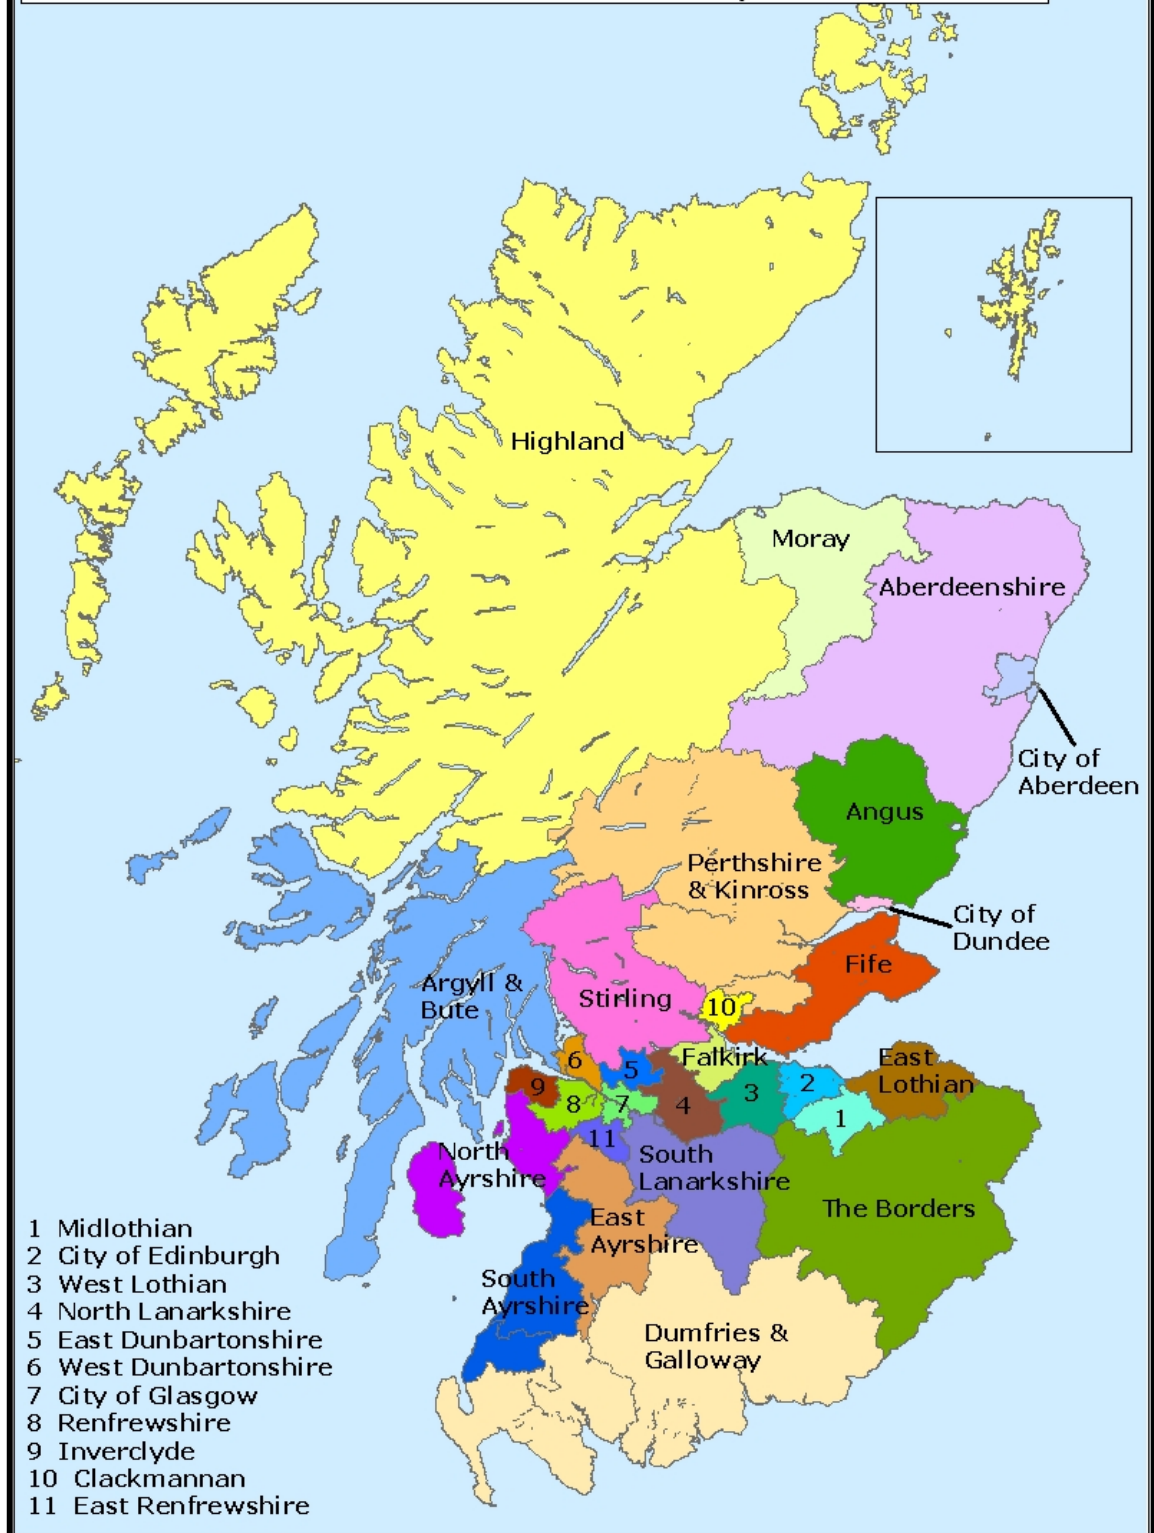 Highland
Moray
Aberdeenshire
City of
Aberdeen
Angus
Perthshire
& Kinross
City of
Dundee
Fife
Argyll &
Bute
Stirling
10
Falkirk
East
Lothian
6
5
9
8
7
4
3
2
1
11
North
Ayrshire
South
Lanarkshire
The Borders
East
Ayrshire
South
Ayrshire
Dumfries &
Galloway
1 Midlothian
2 City of Edinburgh
3 West Lothian
4 North Lanarkshire
5 East Dunbartonshire
6 West Dunbartonshire
7 City of Glasgow
8 Renfrewshire
9 Inverclyde
10 Clackmannan
11 East Renfrewshire